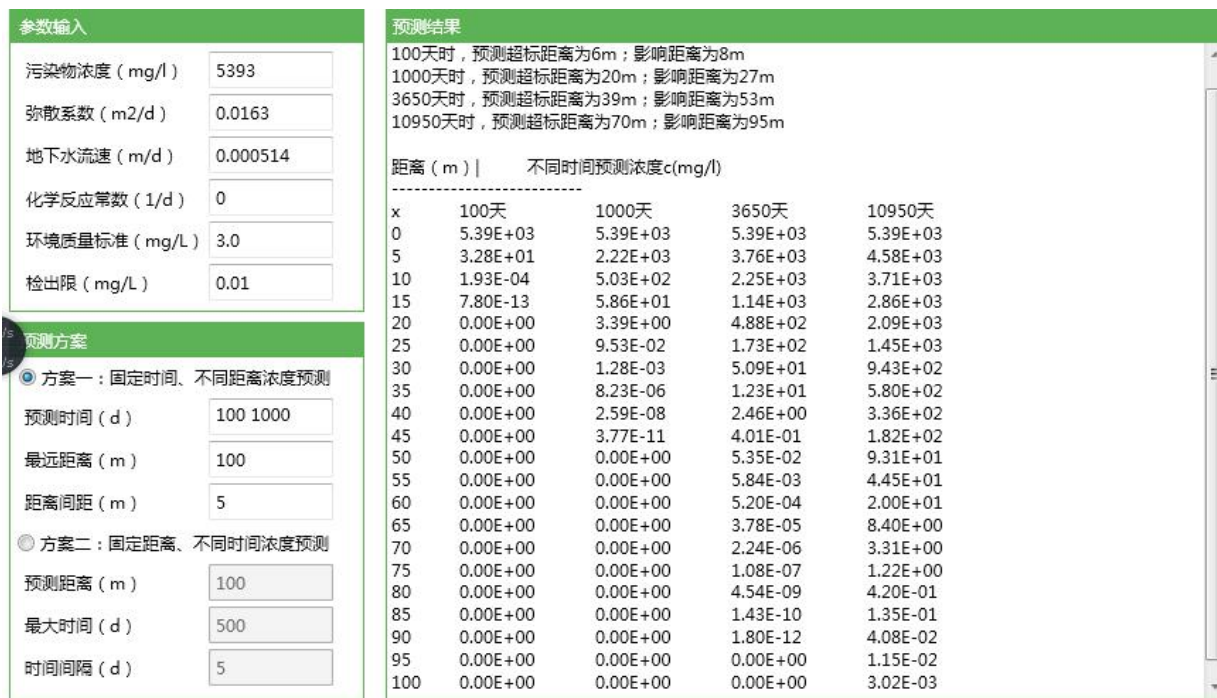 参数输入
污染物浓度（mg/l） 5393
弥散系数（m2/d） 0.0163
地下水流速（m/d） 0.000514
化学反应常数（1/d） 0
环境质量标准（mg/L） 3.0
检出限（mg/L） 0.01
预测方案
方案一：固定时间、不同距离浓度预测
预测时间（d） 100 1000
最远距离（m） 100
距离间距（m） 5
方案二：固定距离、不同时间浓度预测
预测距离（m） 100
最大时间（d） 500
时间间隔（d） 5
预测结果
100天时，预测超标距离为6m；影响距离为8m
1000天时，预测超标距离为20m；影响距离为27m
3650天时，预测超标距离为39m；影响距离为53m
10950天时，预测超标距离为70m；影响距离为95m
距离（m）| 不同时间预测浓度c(mg/l)
--------------------------
x 100天 1000天 3650天 10950天
0 5.39E+03 5.39E+03 5.39E+03 5.39E+03
5 3.28E+01 2.22E+03 3.76E+03 4.58E+03
10 1.93E-04 5.03E+02 2.25E+03 3.71E+03
15 7.80E-13 5.86E+01 1.14E+03 2.86E+03
20 0.00E+00 3.39E+00 4.88E+02 2.09E+03
25 0.00E+00 9.53E-02 1.73E+02 1.45E+03
30 0.00E+00 1.28E-03 5.09E+01 9.43E+02
35 0.00E+00 8.23E-06 1.23E+01 5.80E+02
40 0.00E+00 2.59E-08 2.46E+00 3.36E+02
45 0.00E+00 3.77E-11 4.01E-01 1.82E+02
50 0.00E+00 0.00E+00 5.35E-02 9.31E+01
55 0.00E+00 0.00E+00 5.84E-03 4.45E+01
60 0.00E+00 0.00E+00 5.20E-04 2.00E+01
65 0.00E+00 0.00E+00 3.78E-05 8.40E+00
70 0.00E+00 0.00E+00 2.24E-06 3.31E+00
75 0.00E+00 0.00E+00 1.08E-07 1.22E+00
80 0.00E+00 0.00E+00 4.54E-09 4.20E-01
85 0.00E+00 0.00E+00 1.43E-10 1.35E-01
90 0.00E+00 0.00E+00 1.80E-12 4.08E-02
95 0.00E+00 0.00E+00 0.00E+00 1.15E-02
100 0.00E+00 0.00E+00 0.00E+00 3.02E-03